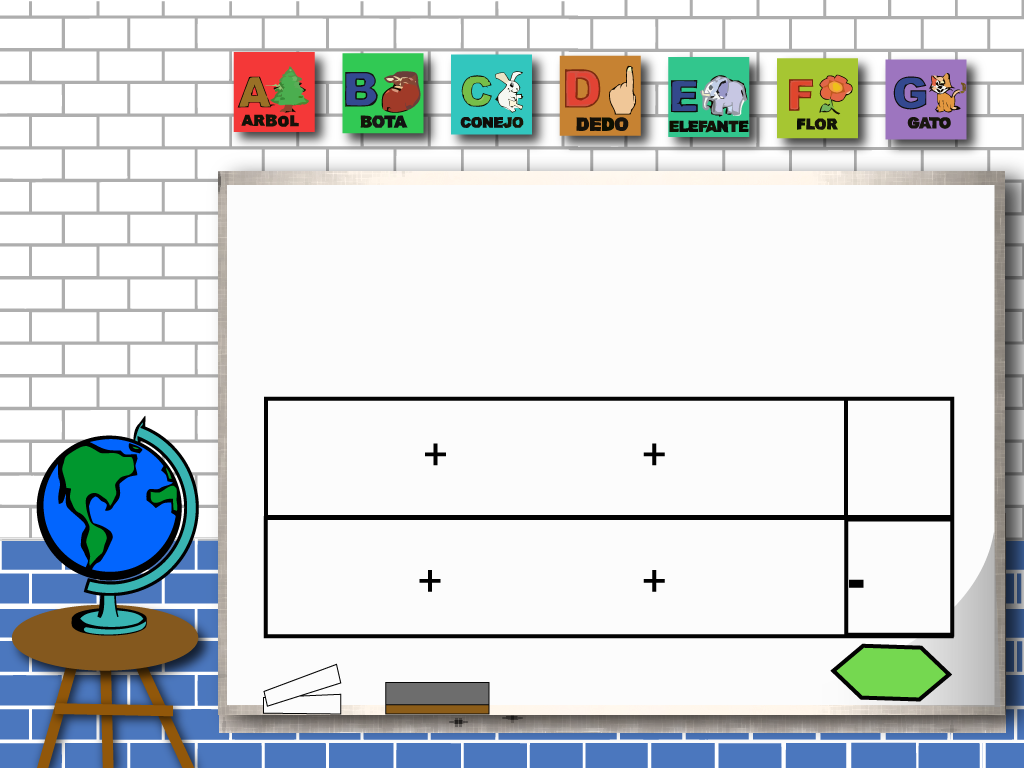 A ARBOL
B BOTA
C CONEJO
D DEDO
E ELEFANTE
F FLOR
G GATO
+ +
+ + -